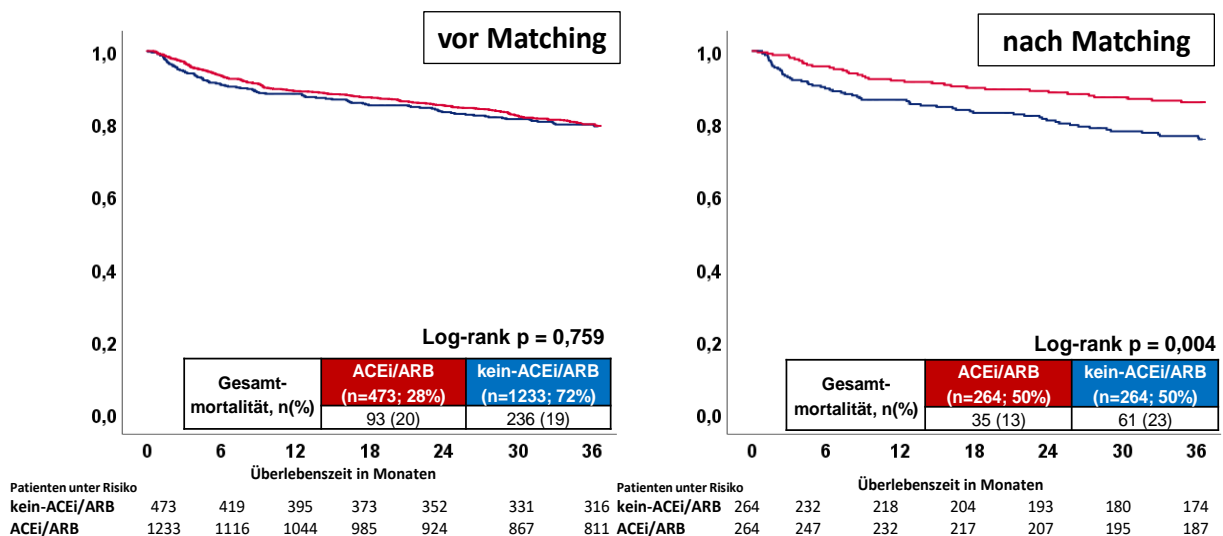 vor Matching
1,0
0,8
0,6
0,4
0,2
0,0
Log-rank p = 0,759
Gesamt-
mortalität, n(%)
ACEi/ARB
(n=473; 28%)
kein-ACEi/ARB
(n=1233; 72%)
93 (20)
236 (19)
0 6 12 18 24 30 36
Überlebenszeit in Monaten
Patienten unter Risiko
kein-ACEi/ARB 473 419 395 373 352 331 316
ACEi/ARB 1233 1116 1044 985 924 867 811
nach Matching
1,0
0,8
0,6
0,4
0,2
0,0
Log-rank p = 0,004
Gesamt-
mortalität, n(%)
ACEi/ARB
(n=264; 50%)
kein-ACEi/ARB
(n=264; 50%)
35 (13)
61 (23)
0 6 12 18 24 30 36
Überlebenszeit in Monaten
Patienten unter Risiko
kein-ACEi/ARB 264 232 218 204 193 180 174
ACEi/ARB 264 247 232 217 207 195 187